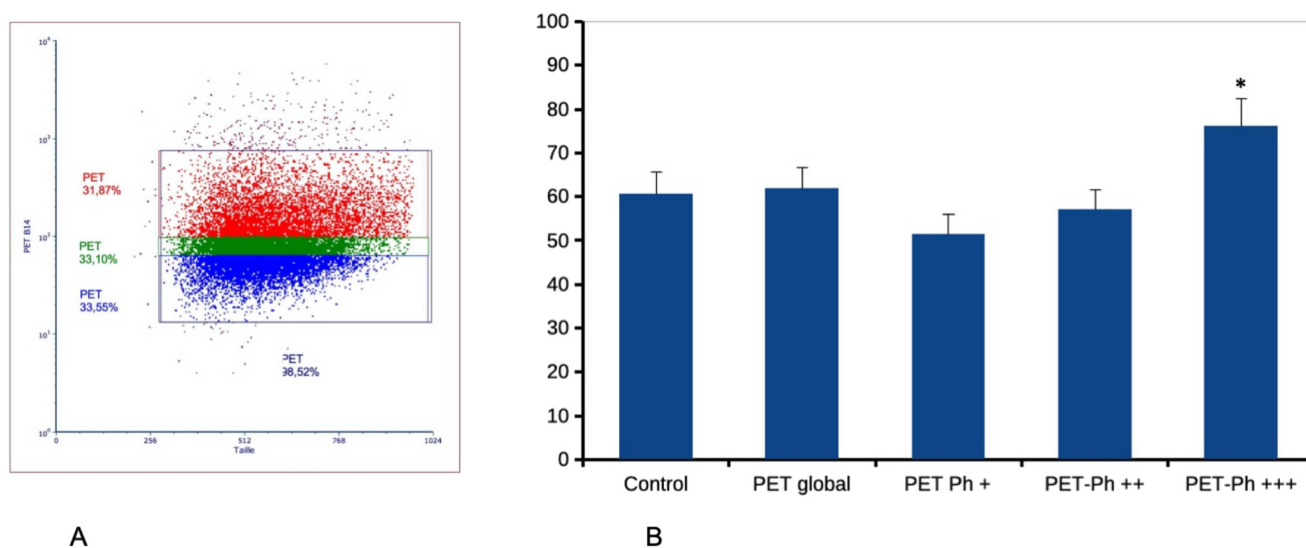 10⁴
10³
10²
10¹
10⁰
PET B14
PET
31,87%
PET
33,10%
PET
33,55%
PET
98,52%
0 256 512 768 1024
Taille
A
100
90
80
70
60
50
40
30
20
10
0
*
Control PET global PET Ph + PET-Ph ++ PET-Ph +++
B